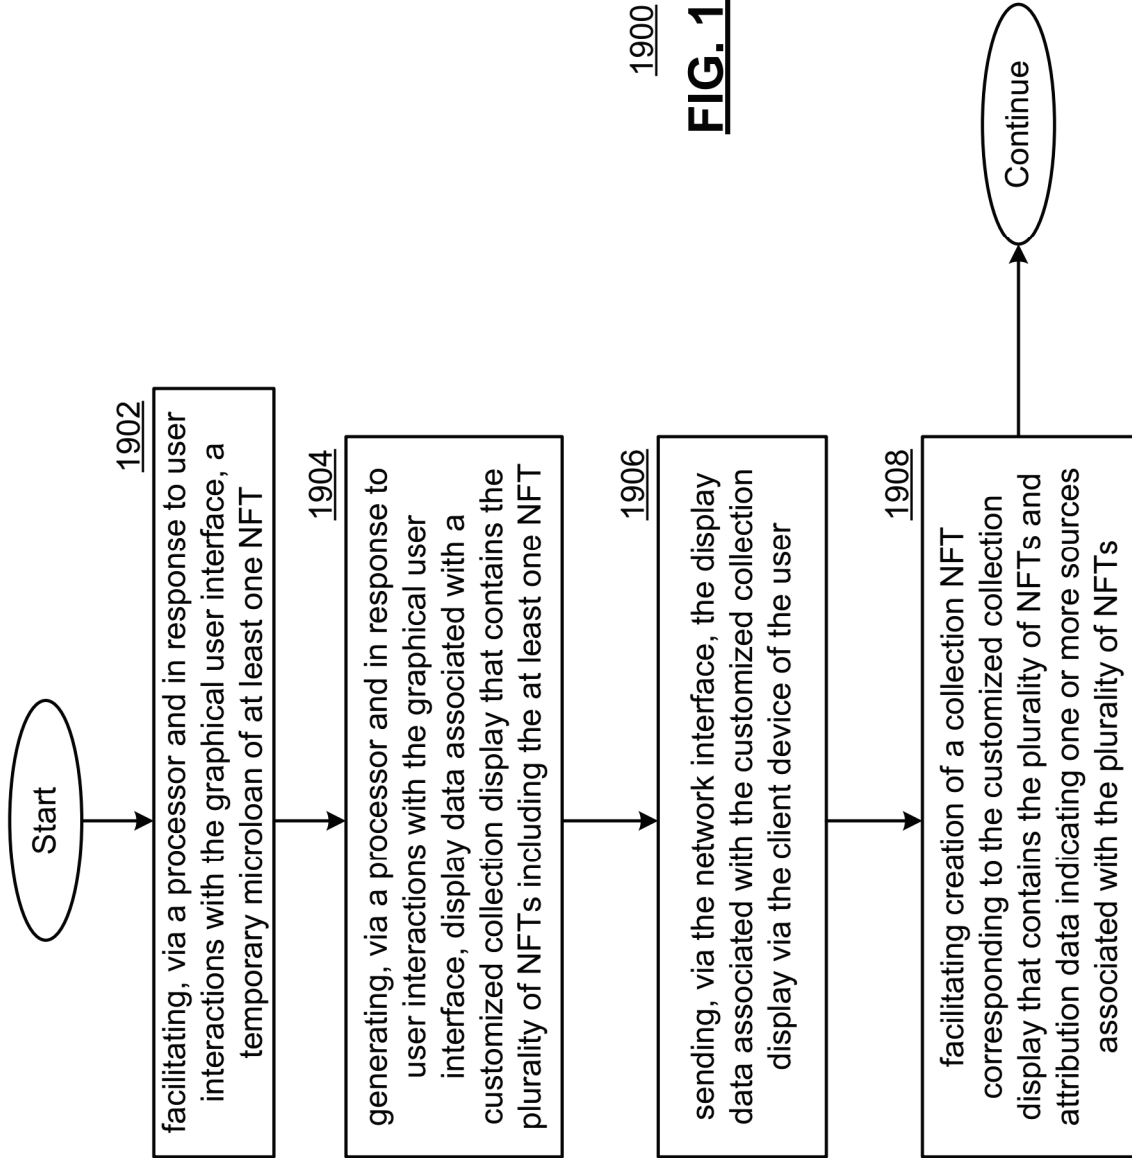 Start
1902
facilitating, via a processor and in response to user
interactions with the graphical user interface, a
temporary microloan of at least one NFT
1904
generating, via a processor and in response to
user interactions with the graphical user
interface, display data associated with a
customized collection display that contains the
plurality of NFTs including the at least one NFT
1906
sending, via the network interface, the display
data associated with the customized collection
display via the client device of the user
1908
facilitating creation of a collection NFT
corresponding to the customized collection
display that contains the plurality of NFTs and
attribution data indicating one or more sources
associated with the plurality of NFTs
Continue
1900
FIG. 1